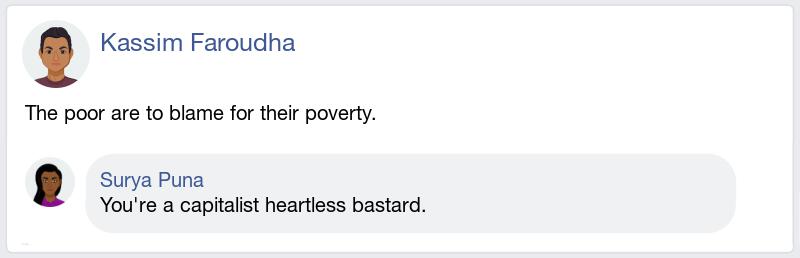 Kassim Faroudha
The poor are to blame for their poverty.
Surya Puna
You're a capitalist heartless bastard.